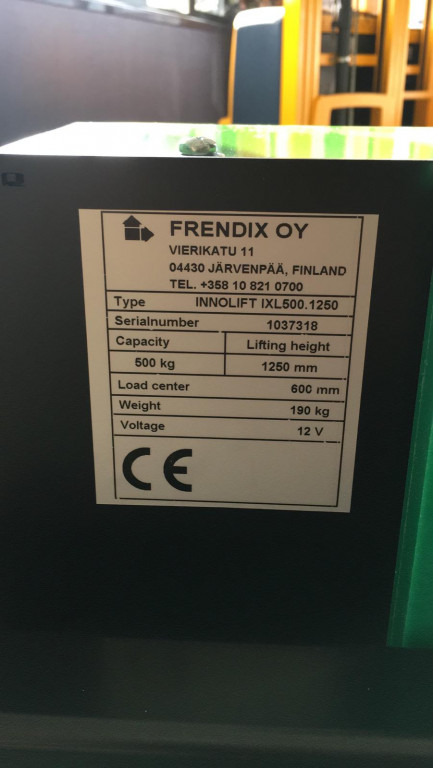 FRENDIX OY
VIERIKATU 11
04430 JÄRVENPÄÄ, FINLAND
TEL. +358 10 821 0700
Type INNOLIFT IXL500.1250
Serialnumber 1037318
Capacity Lifting height
500 kg 1250 mm
Load center 600 mm
Weight 190 kg
Voltage 12 V
CE